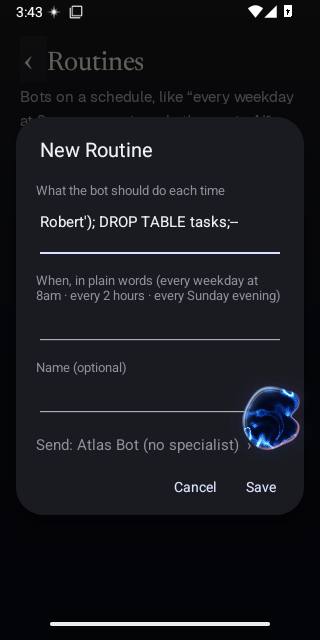 3:43
‹ Routines
Bots on a schedule, like “every weekday
New Routine
What the bot should do each time
Robert'); DROP TABLE tasks;--
When, in plain words (every weekday at
8am · every 2 hours · every Sunday evening)
Name (optional)
Send: Atlas Bot (no specialist) ›
Cancel Save